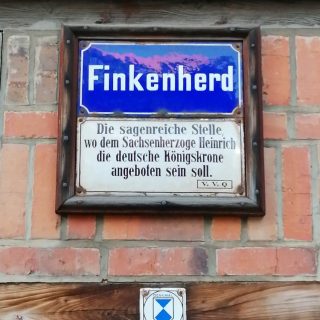 Finkenherd
Die sagenreiche Stelle,
wo dem Sachsenherzoge Heinrich
die deutsche Königskrone
angeboten sein soll.
V. V. Q